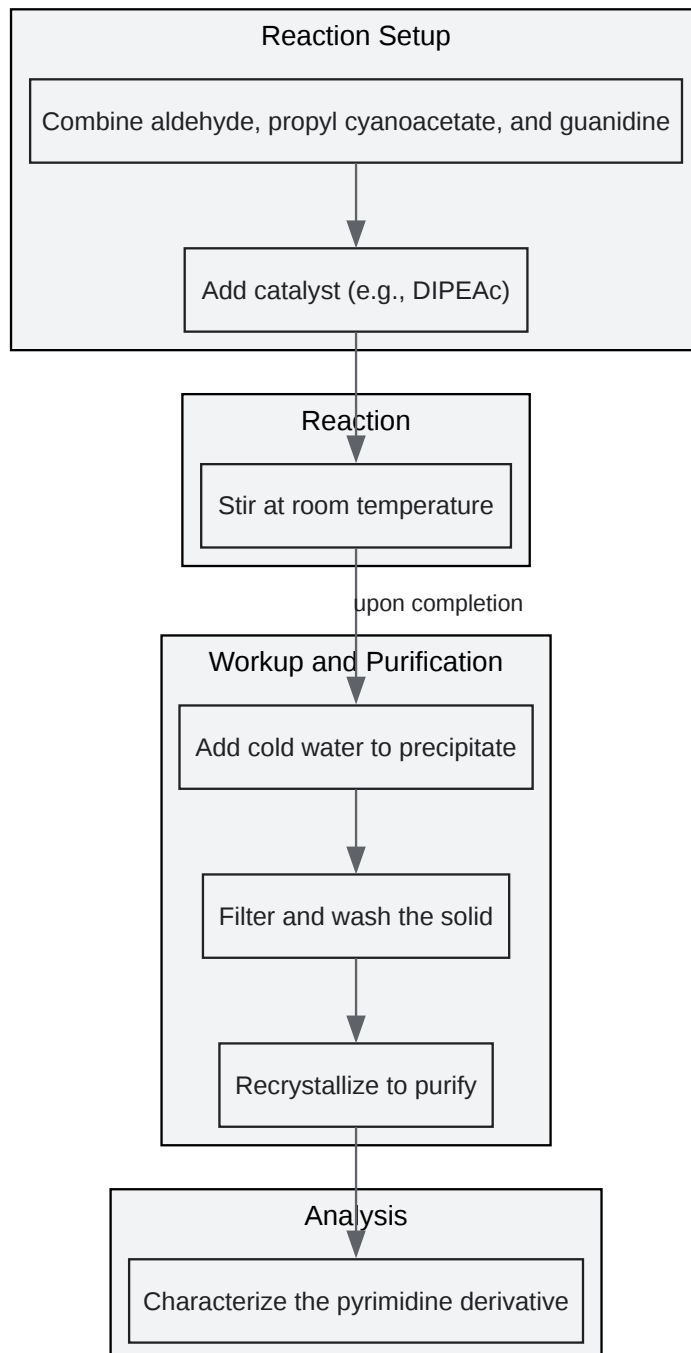 Reaction Setup
Combine aldehyde, propyl cyanoacetate, and guanidine
Add catalyst (e.g., DIPEAc)
Reaction
Stir at room temperature
upon completion
Workup and Purification
Add cold water to precipitate
Filter and wash the solid
Recrystallize to purify
Analysis
Characterize the pyrimidine derivative